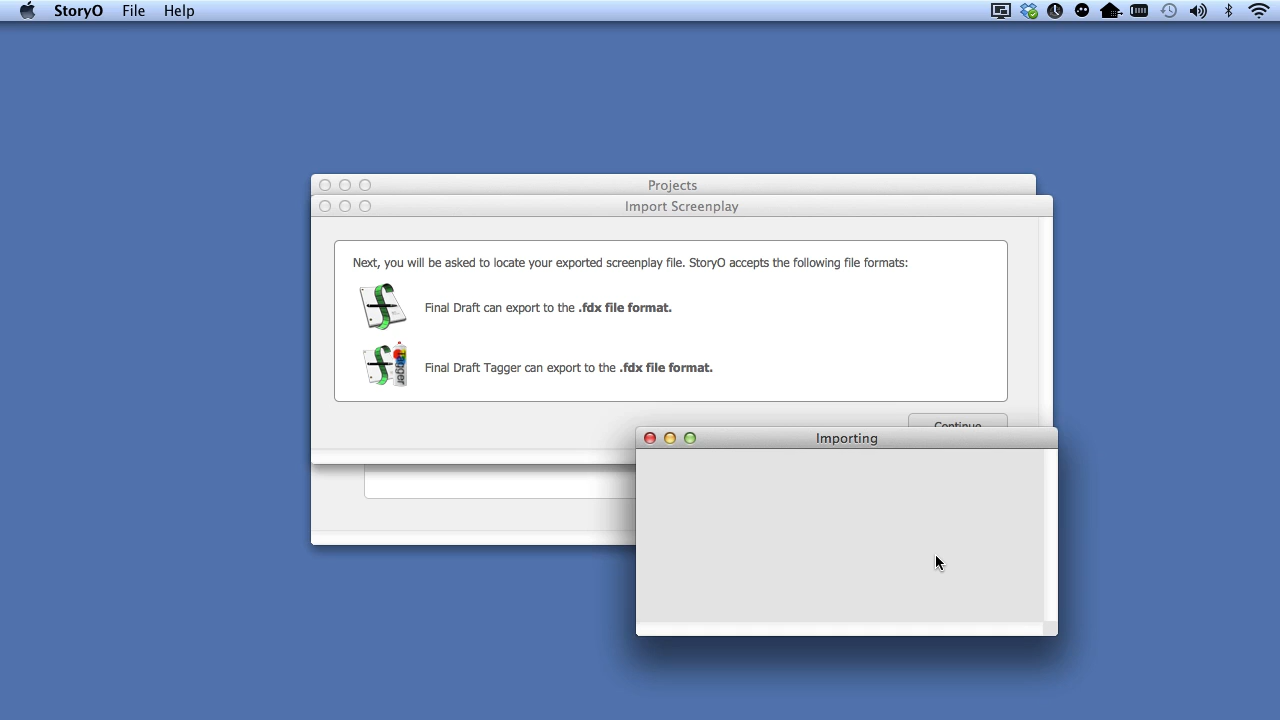 StoryO File Help
Projects
Import Screenplay
Next, you will be asked to locate your exported screenplay file. StoryO accepts the following file formats:
Final Draft can export to the .fdx file format.
Tagger
Final Draft Tagger can export to the .fdx file format.
Continue
Importing